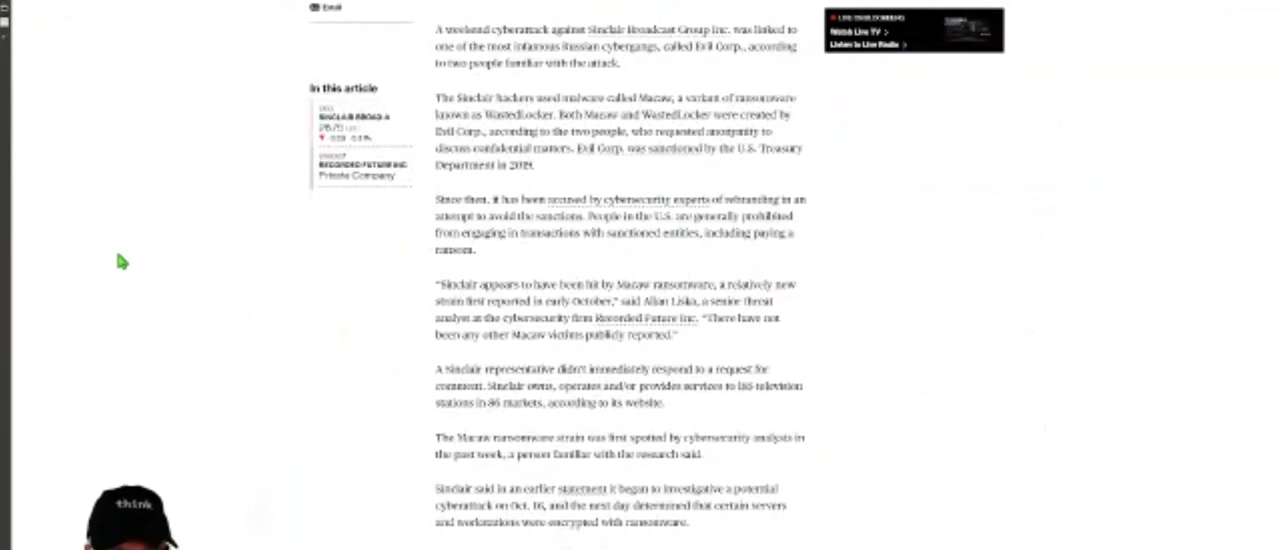 Email
A weekend cyberattack against Sinclair Broadcast Group Inc. was linked to
one of the most infamous Russian cybergangs, called Evil Corp., according
to two people familiar with the attack.
LIVE ON BLOOMBERG
Watch Live TV >
Listen to Live Radio >
In this article
SBGI
SINCLAIR BROAD-A
USD
RECORDED FUTURE INC
Private Company
The Sinclair hackers used malware called Macaw, a variant of ransomware
known as WastedLocker. Both Macaw and WastedLocker were created by
Evil Corp., according to the two people, who requested anonymity to
discuss confidential matters. Evil Corp. was sanctioned by the U.S. Treasury
Department in 2019.
Since then, it has been accused by cybersecurity experts of rebranding in an
attempt to avoid the sanctions. People in the U.S. are generally prohibited
from engaging in transactions with sanctioned entities, including paying a
ransom.
“Sinclair appears to have been hit by Macaw ransomware, a relatively new
strain first reported in early October,” said Allan Liska, a senior threat
analyst at the cybersecurity firm Recorded Future Inc. “There have not
been any other Macaw victims publicly reported.”
A Sinclair representative didn’t immediately respond to a request for
comment. Sinclair owns, operates and/or provides services to 185 television
stations in 86 markets, according to its website.
The Macaw ransomware strain was first spotted by cybersecurity analysts in
the past week, a person familiar with the research said.
Sinclair said in an earlier statement it began to investigative a potential
cyberattack on Oct. 16, and the next day determined that certain servers
and workstations were encrypted with ransomware.
think